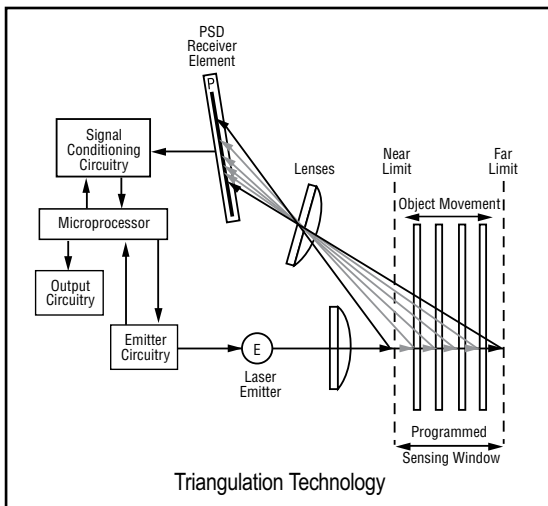 PSD
Receiver
Element
P
Signal
Conditioning
Circuitry
Lenses
Near
Limit
Far
Limit
Object Movement
Microprocessor
Output
Circuitry
Emitter
Circuitry
E
Laser
Emitter
Programmed
Sensing Window
Triangulation Technology